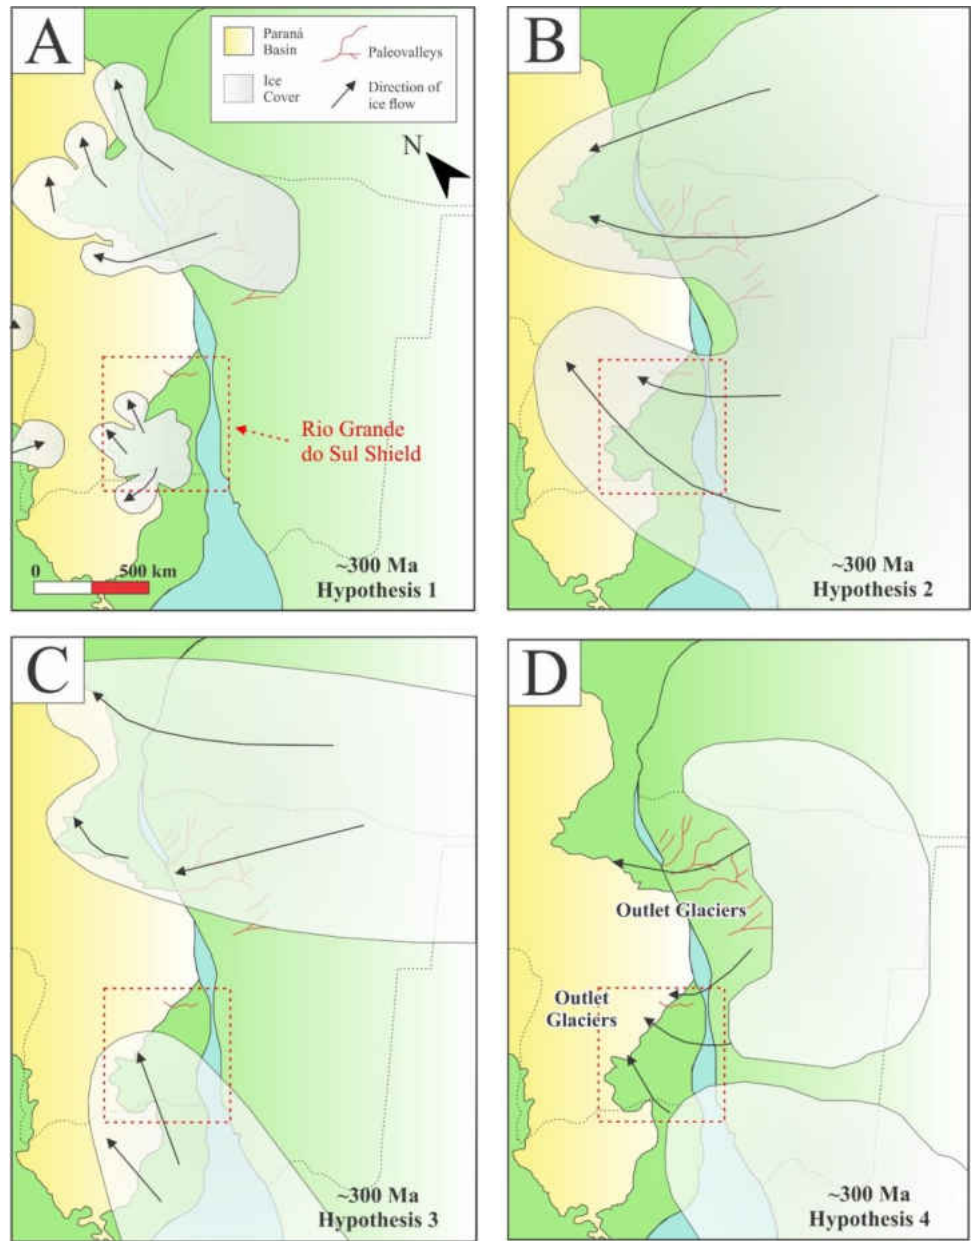 A
Paraná
Basin
Paleovalleys
Ice
Cover
Direction of
ice flow
N
Rio Grande
do Sul Shield
0
500 km
~300 Ma
Hypothesis 1
B
~300 Ma
Hypothesis 2
C
~300 Ma
Hypothesis 3
D
Outlet Glaciers
Outlet
Glaciers
~300 Ma
Hypothesis 4